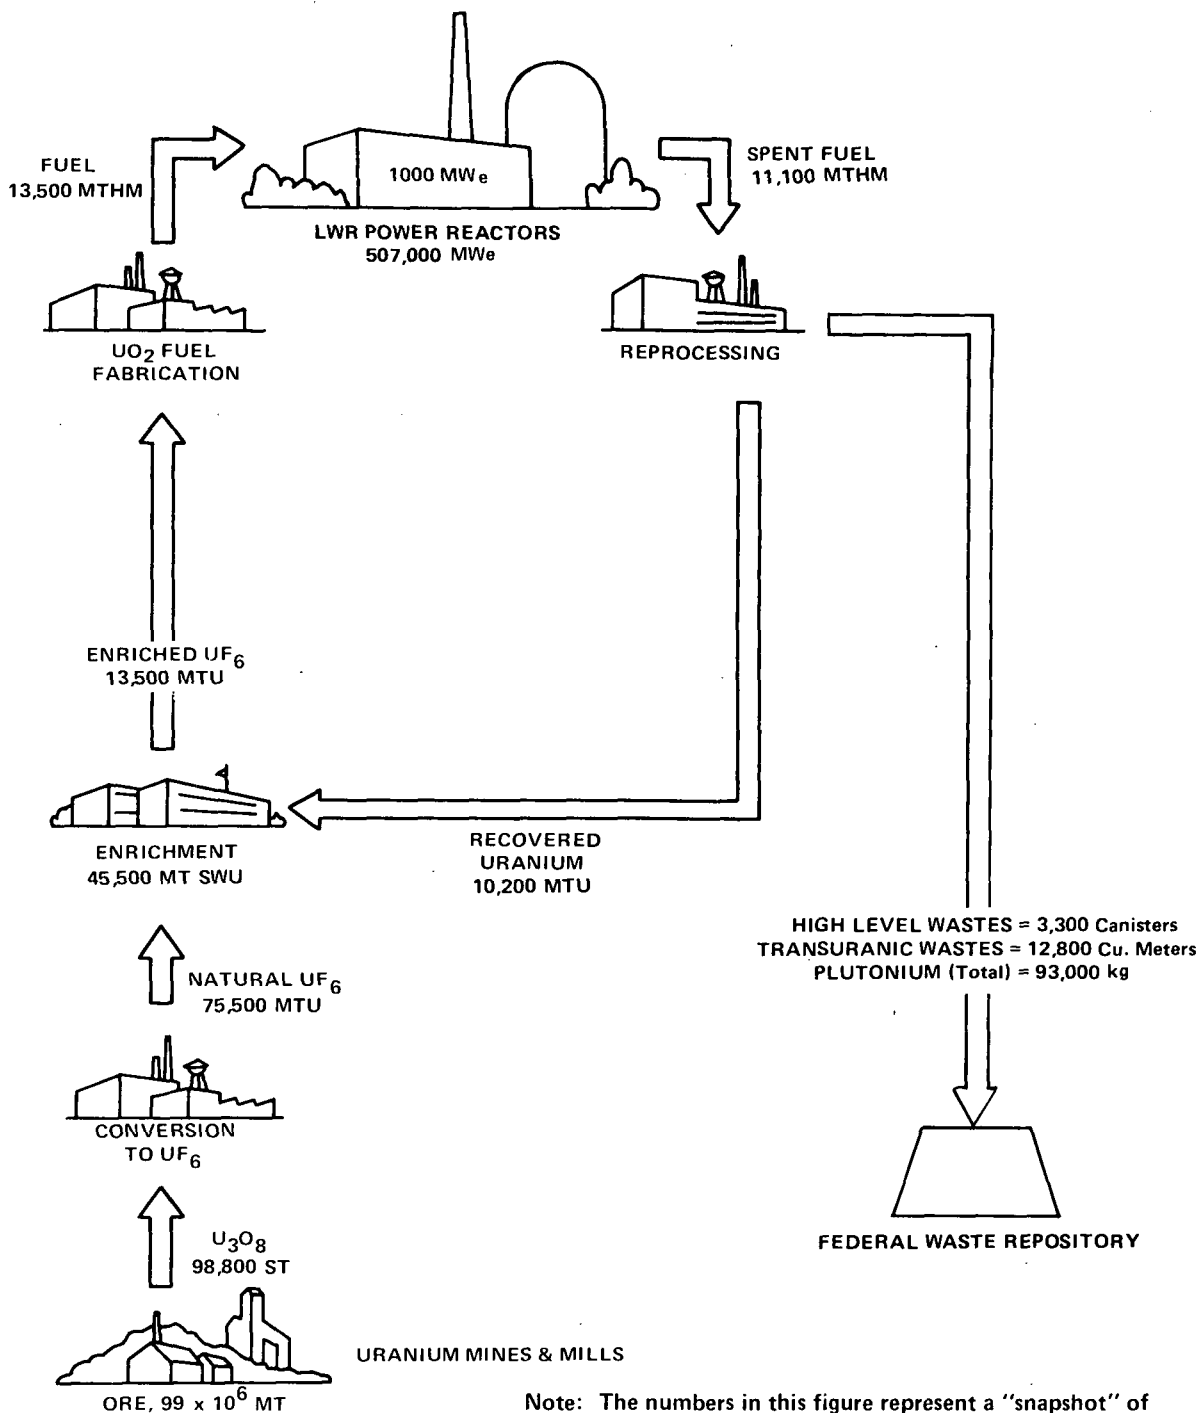 FUEL
13,500 MTHM
1000 MWe
LWR POWER REACTORS
507,000 MWe
SPENT FUEL
11,100 MTHM
UO2 FUEL
FABRICATION
REPROCESSING
ENRICHED UF6
13,500 MTU
ENRICHMENT
45,500 MT SWU
RECOVERED
URANIUM
10,200 MTU
HIGH LEVEL WASTES = 3,300 Canisters
TRANSURANIC WASTES = 12,800 Cu. Meters
PLUTONIUM (Total) = 93,000 kg
NATURAL UF6
75,500 MTU
CONVERSION
TO UF6
FEDERAL WASTE REPOSITORY
U3O8
98,800 ST
URANIUM MINES & MILLS
ORE, 99 x 10^6 MT
Note: The numbers in this figure represent a "snapshot" of